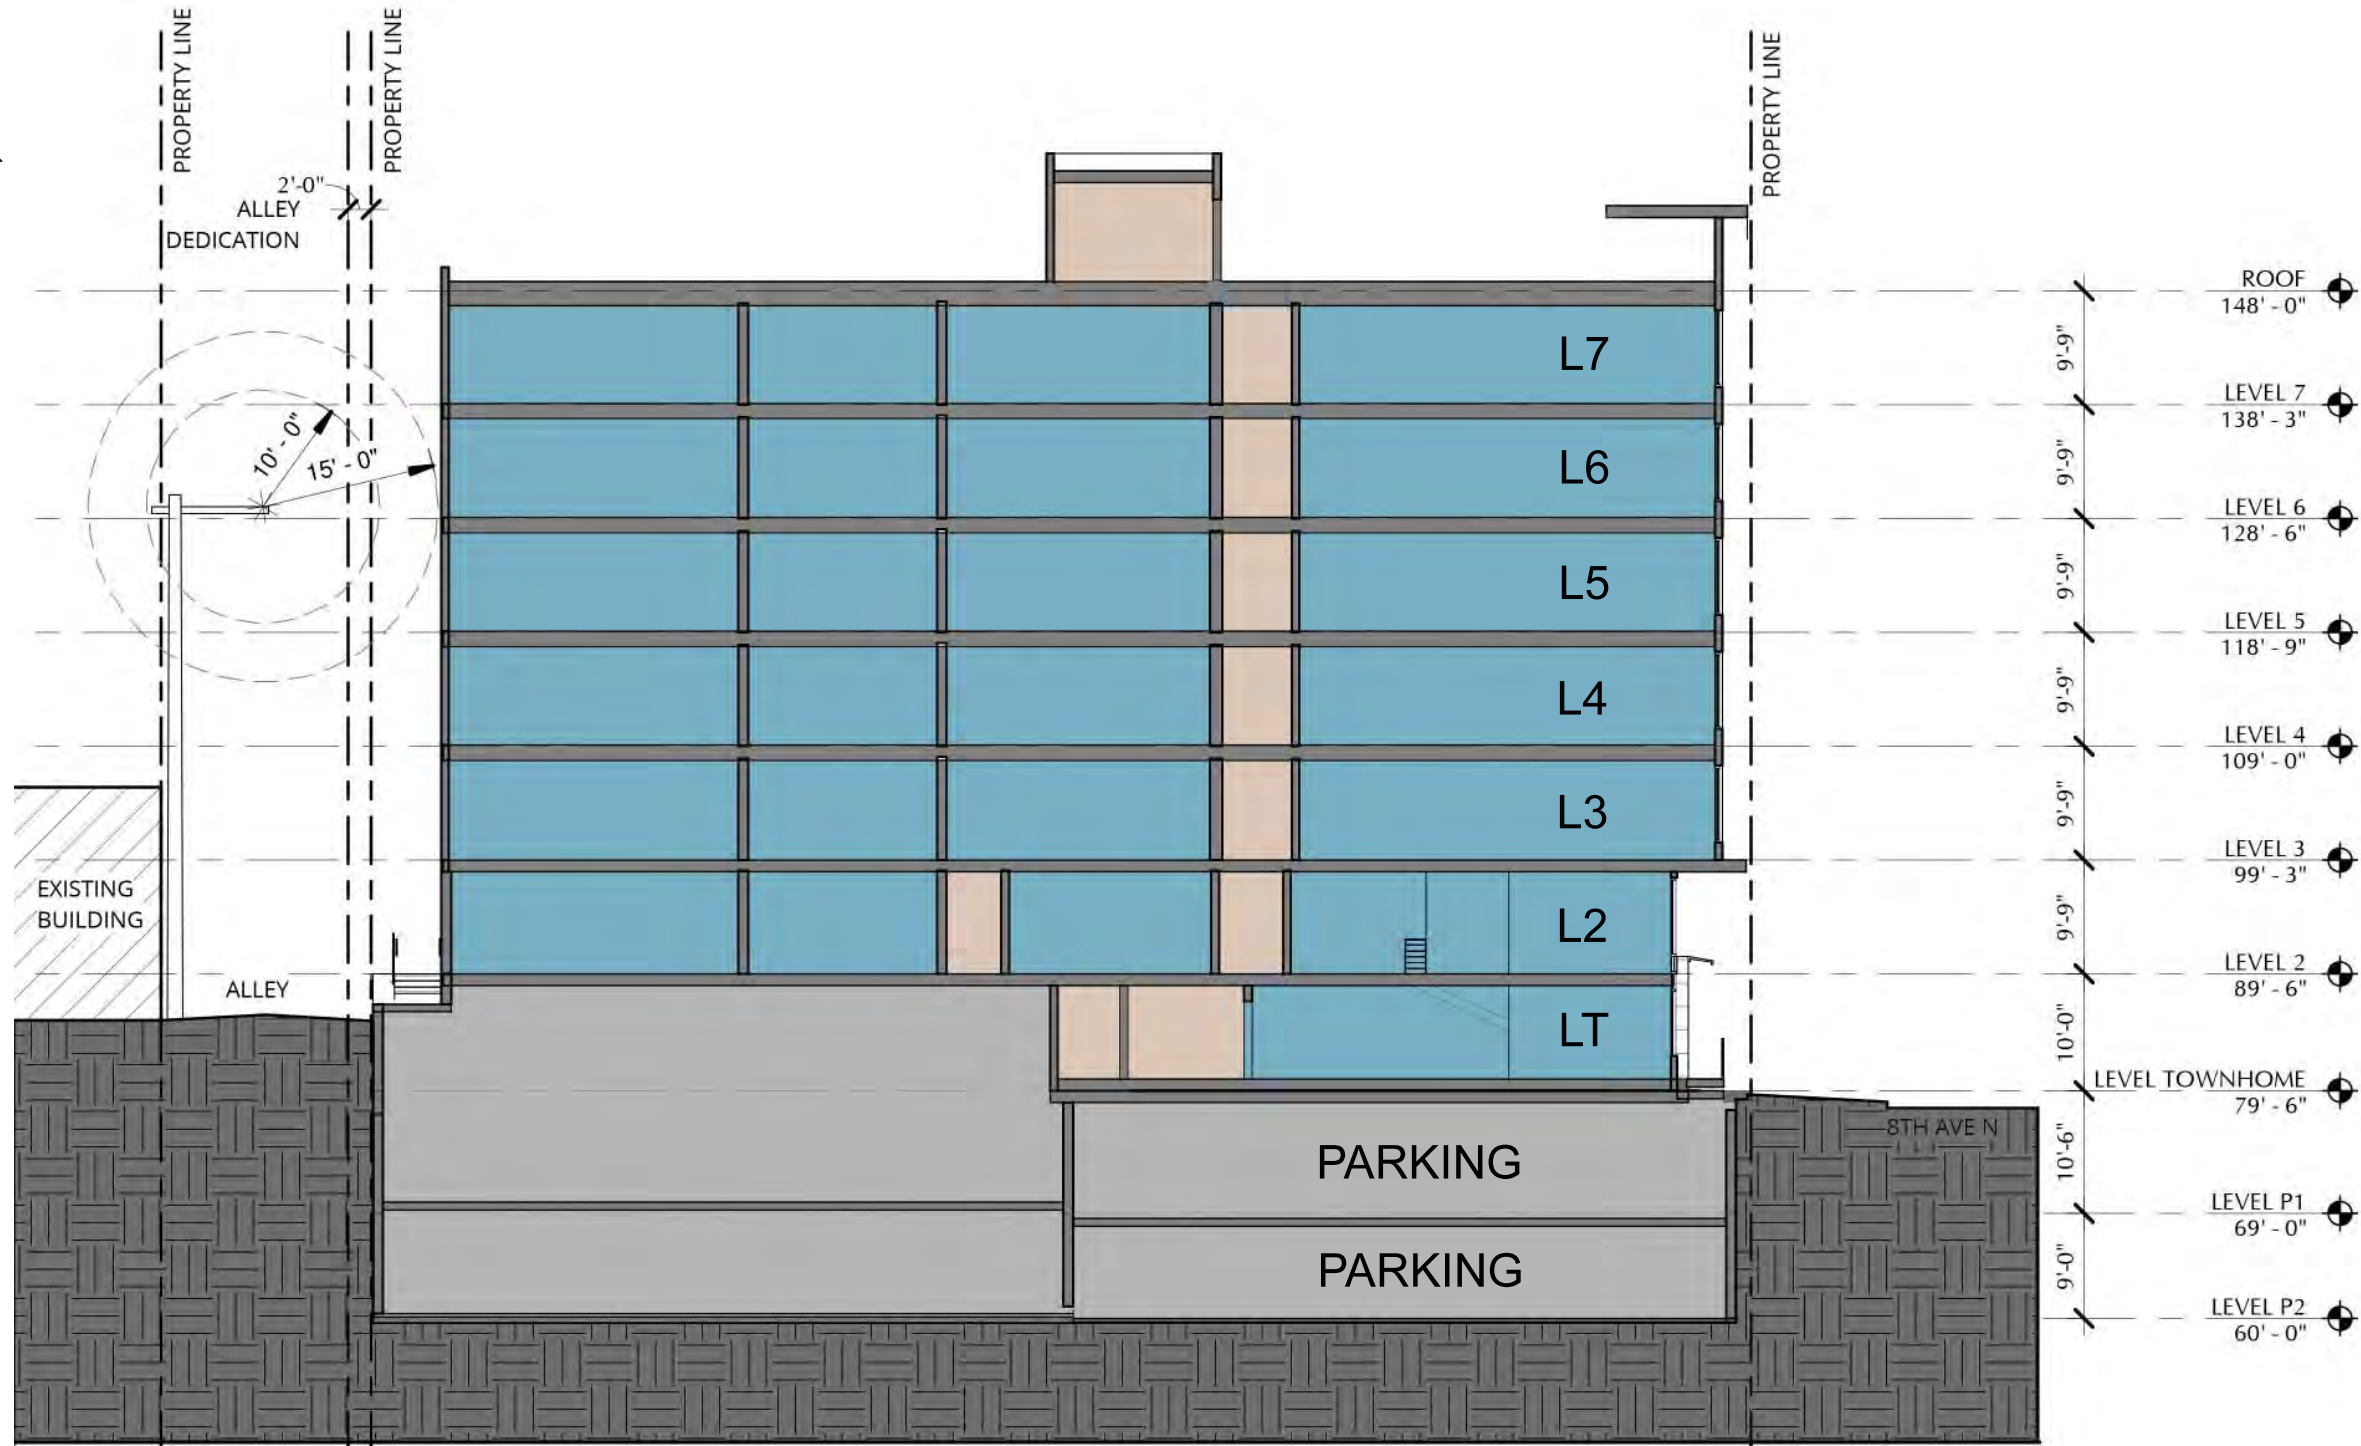 PROPERTY LINE
PROPERTY LINE
PROPERTY LINE
2'-0"
ALLEY
DEDICATION
10' - 0"
15' - 0"
EXISTING
BUILDING
ALLEY
L7
L6
L5
L4
L3
L2
LT
PARKING
PARKING
8TH AVE N
9'-9"
9'-9"
9'-9"
9'-9"
9'-9"
9'-9"
10'-0"
10'-6"
9'-0"
ROOF
148' - 0"
LEVEL 7
138' - 3"
LEVEL 6
128' - 6"
LEVEL 5
118' - 9"
LEVEL 4
109' - 0"
LEVEL 3
99' - 3"
LEVEL 2
89' - 6"
LEVEL TOWNHOME
79' - 6"
LEVEL P1
69' - 0"
LEVEL P2
60' - 0"